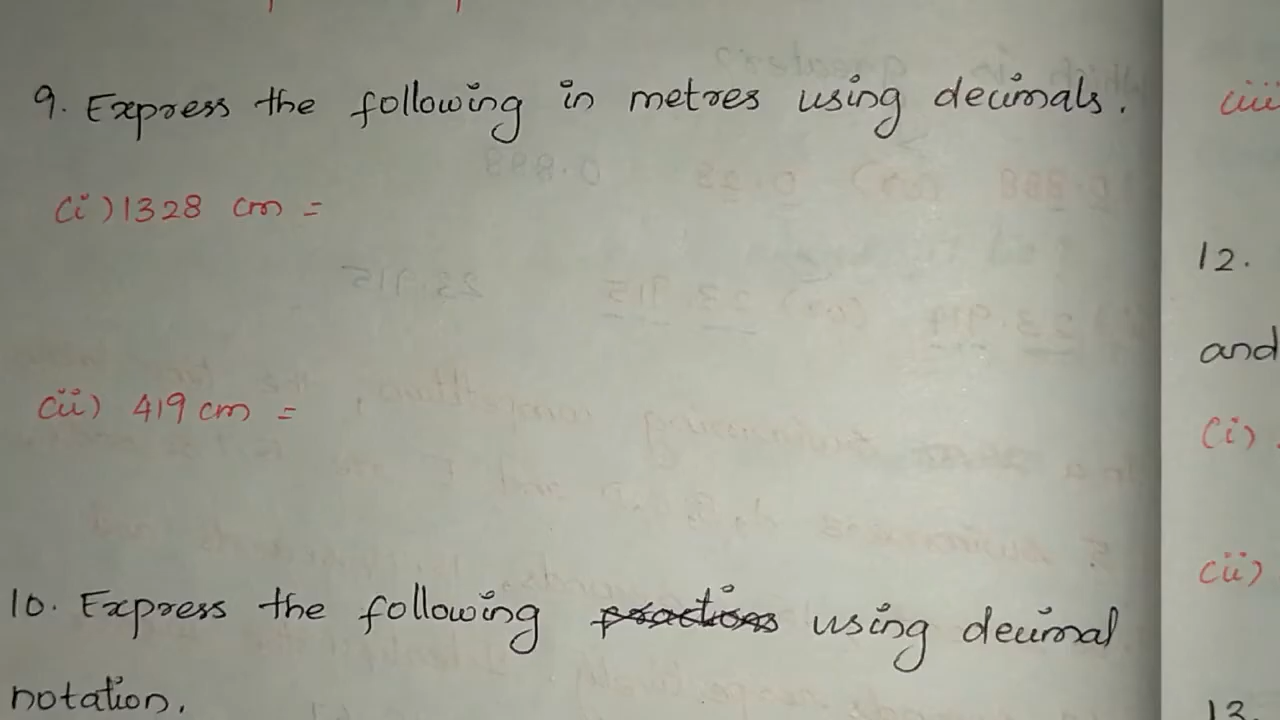 9. Express the following in metres using decimals.
(i) 1328 cm =
(ii) 419 cm =
10. Express the following practions using decimal
notation.
12.
and
(i)
(ii)
13.